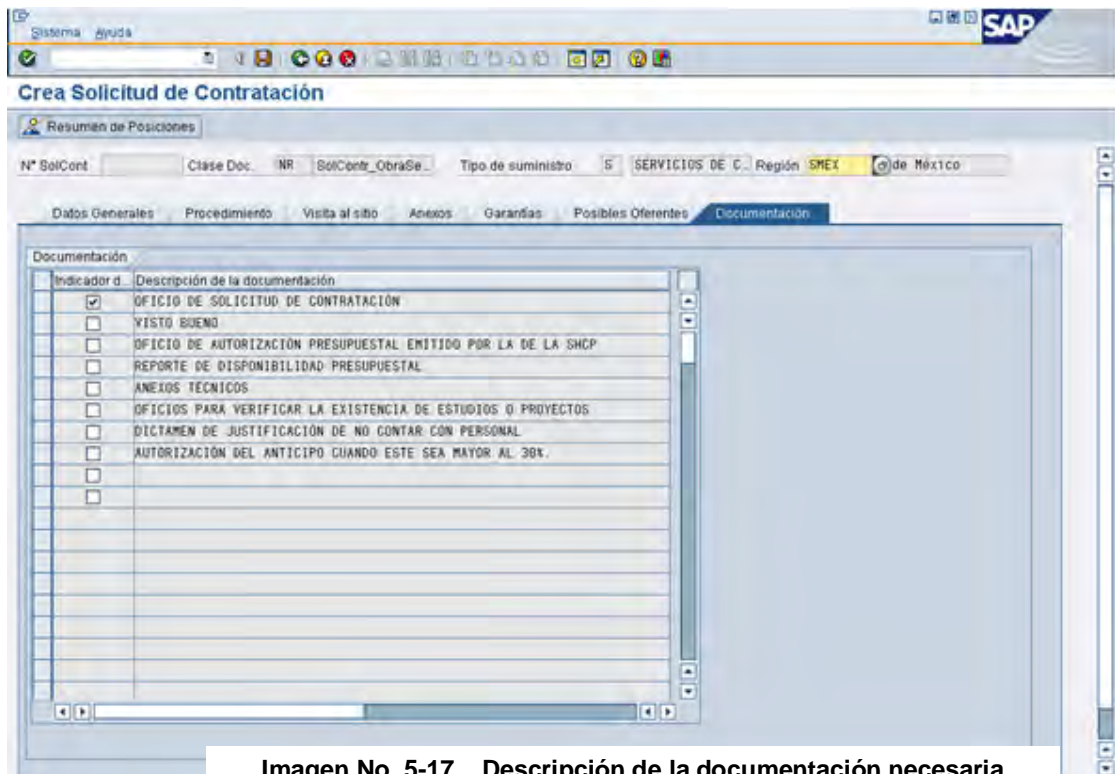 Sistema Ayuda
SAP
Crea Solicitud de Contratación
Resumen de Posiciones
N° SolCont Clase Doc. NR SolContr_ObraSe... Tipo de suministro S SERVICIOS DE C... Región SMEX de México
Datos Generales Procedimiento Visita al sitio Anexos Garantías Posibles Oferentes Documentación
Documentación
Indicador d... Descripción de la documentación
OFICIO DE SOLICITUD DE CONTRATACIÓN
VISTO BUENO
OFICIO DE AUTORIZACIÓN PRESUPUESTAL EMITIDO POR LA DE LA SHCP
REPORTE DE DISPONIBILIDAD PRESUPUESTAL
ANEXOS TÉCNICOS
OFICIOS PARA VERIFICAR LA EXISTENCIA DE ESTUDIOS O PROYECTOS
DICTAMEN DE JUSTIFICACIÓN DE NO CONTAR CON PERSONAL
AUTORIZACIÓN DEL ANTICIPO CUANDO ESTE SEA MAYOR AL 30%.
Imagen No. 5-17 Descripción de la documentación necesaria